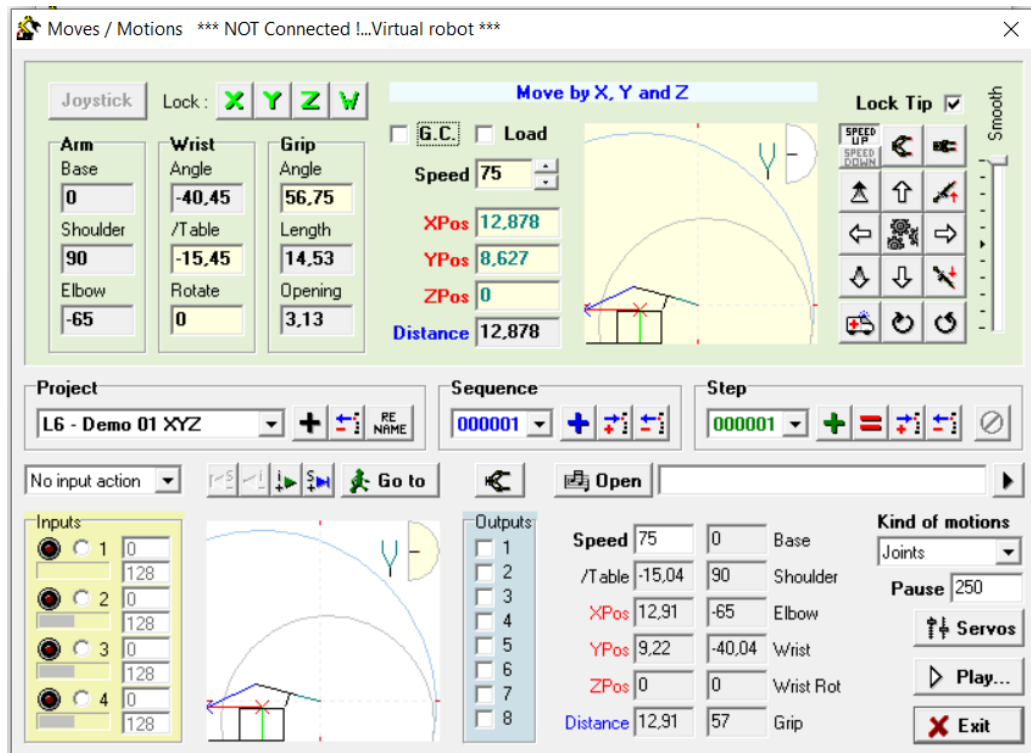 Moves / Motions *** NOT Connected !...Virtual robot ***
Joystick Lock : X Y Z W
Move by X, Y and Z
Lock Tip
Smooth
Arm
Base
0
Shoulder
90
Elbow
-65
Wrist
Angle
-40,45
/Table
-15,45
Rotate
0
Grip
Angle
56,75
Length
14,53
Opening
3,13
G.C. Load
Speed 75
XPos 12,878
YPos 8,627
ZPos 0
Distance 12,878
SPEED UP
SPEED DOWN
Project
L6 - Demo 01 XYZ
RE NAME
Sequence
000001
Step
000001
No input action
Go to
Open
Inputs
1 0
128
2 0
128
3 0
128
4 0
128
Outputs
1
2
3
4
5
6
7
8
Speed 75 0 Base
/Table -15,04 90 Shoulder
XPos 12,91 -65 Elbow
YPos 9,22 -40,04 Wrist
ZPos 0 0 Wrist Rot
Distance 12,91 57 Grip
Kind of motions
Joints
Pause 250
Servos
Play...
Exit